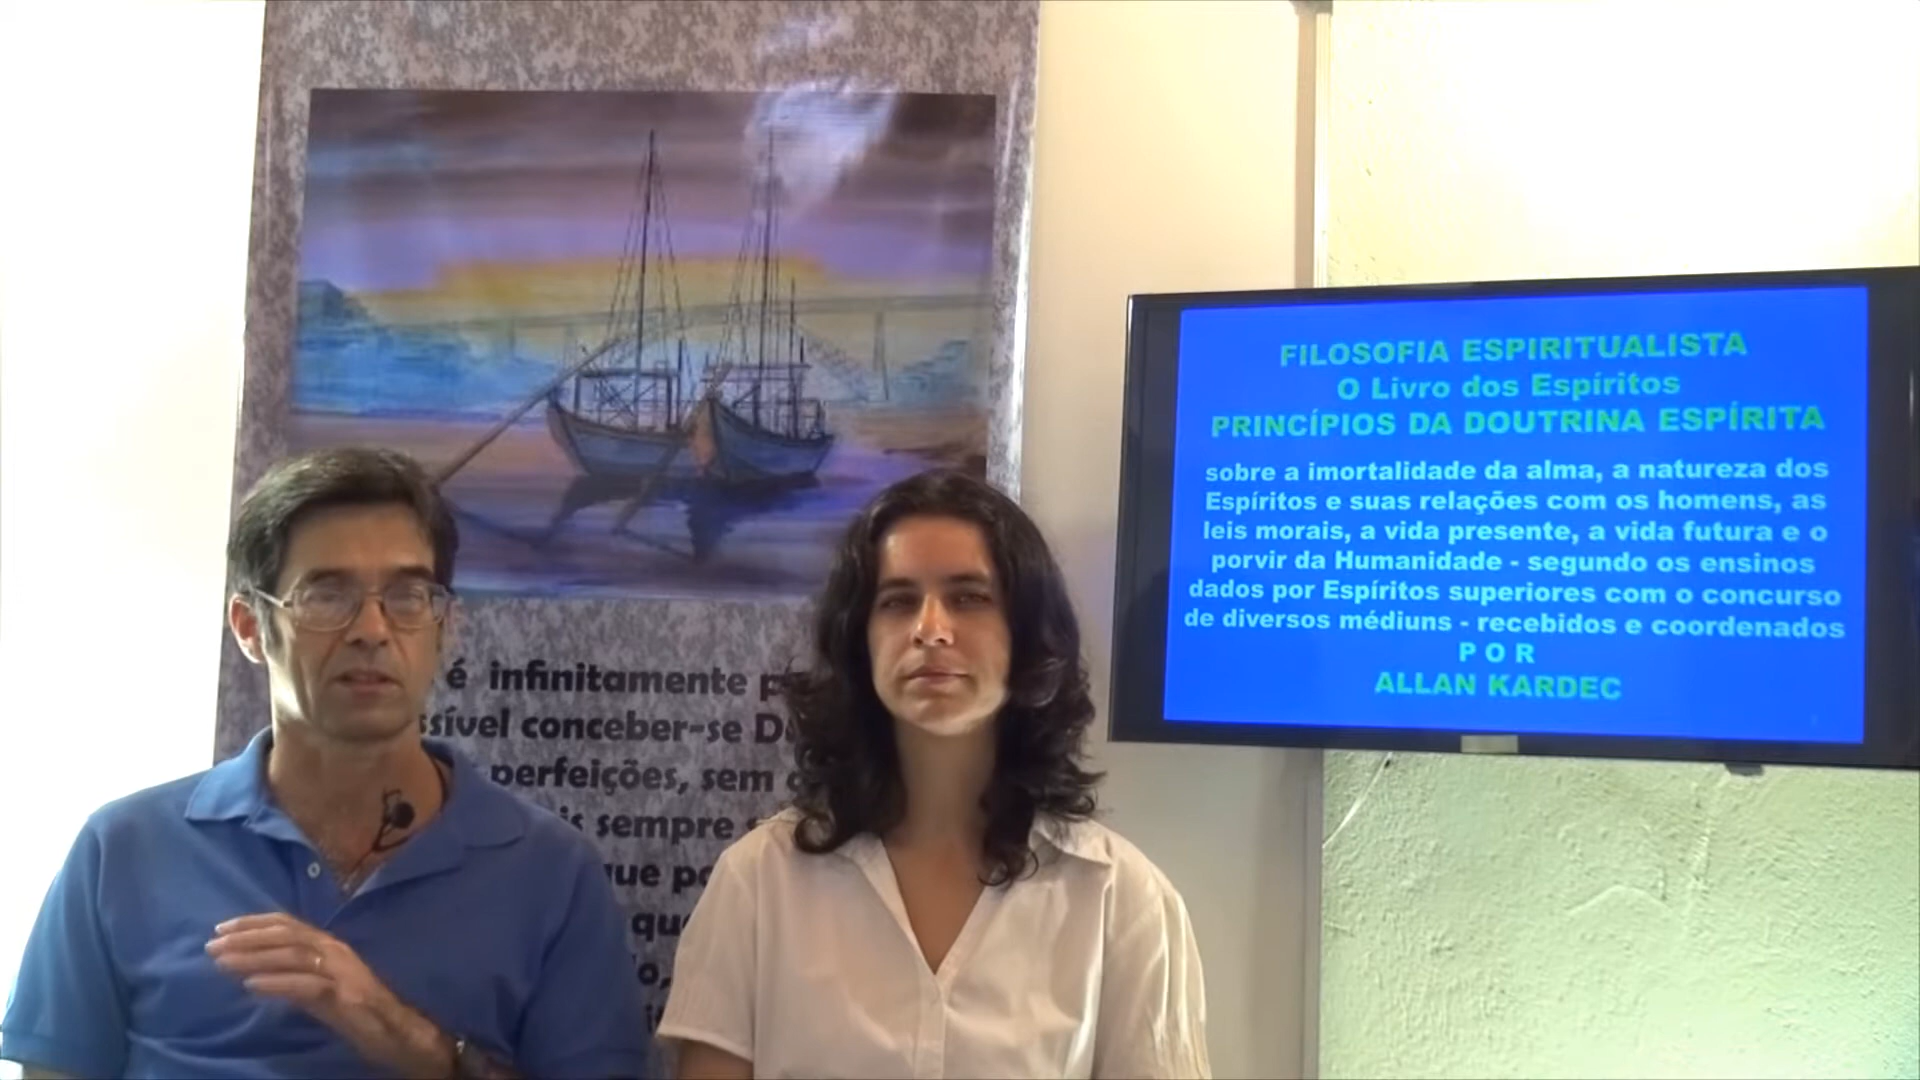 é infinitamente
conceber-se
perfeições, sem
sempre
FILOSOFIA ESPIRITUALISTA
O Livro dos Espíritos
PRINCÍPIOS DA DOUTRINA ESPÍRITA
sobre a imortalidade da alma, a natureza dos
Espíritos e suas relações com os homens, as
leis morais, a vida presente, a vida futura e o
porvir da Humanidade - segundo os ensinos
dados por Espíritos superiores com o concurso
de diversos médiuns - recebidos e coordenados
P O R
ALLAN KARDEC